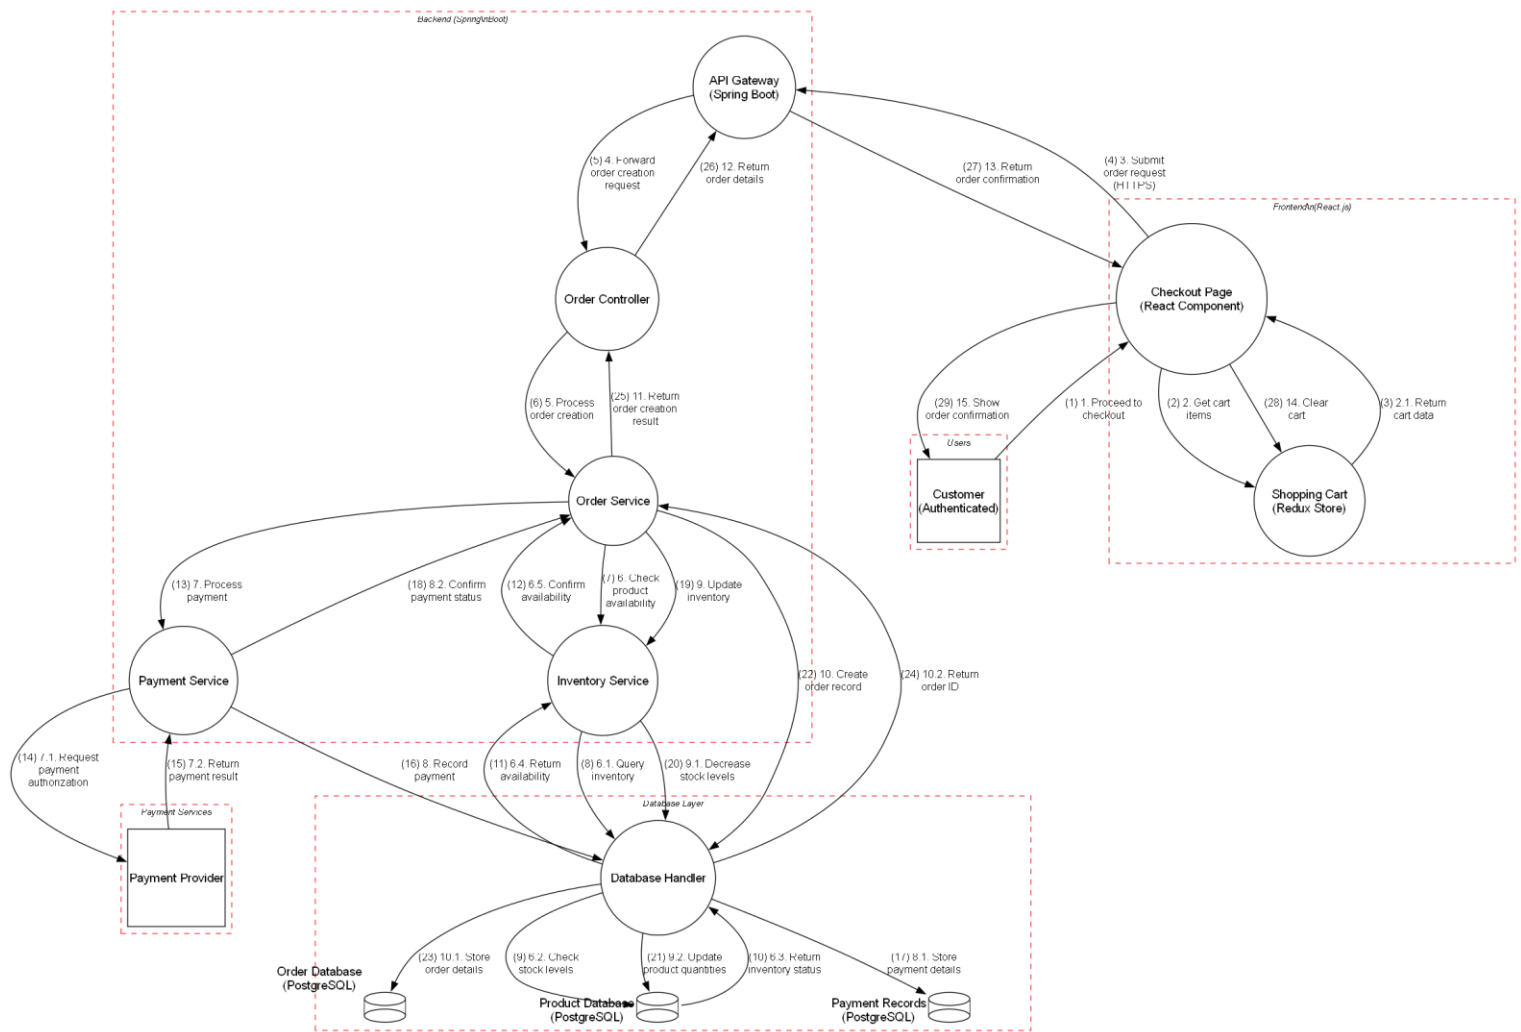 Backend (Spring\nBoot)
API Gateway
(Spring Boot)
(5) 4. Forward
order creation
request
(26) 12. Return
order details
(27) 13. Return
order confirmation
(4) 3. Submit
order request
(HTTPS)
Frontend\n(React.js)
Order Controller
Checkout Page
(React Component)
(6) 5. Process
order creation
(25) 11. Return
order creation
result
(29) 15. Show
order confirmation
(1) 1. Proceed to
checkout
(2) 2. Get cart
items
(28) 14. Clear
cart
(3) 2.1. Return
cart data
Users
Customer
(Authenticated)
Shopping Cart
(Redux Store)
Order Service
(13) 7. Process
payment
(18) 8.2. Confirm
payment status
(12) 6.5. Confirm
availability
(7) 6. Check
product
availability
(19) 9. Update
inventory
Payment Service
Inventory Service
(22) 10. Create
order record
(24) 10.2. Return
order ID
(14) 7.1. Request
payment
authorization
(15) 7.2. Return
payment result
(16) 8. Record
payment
(11) 6.4. Return
availability
(8) 6.1. Query
inventory
(20) 9.1. Decrease
stock levels
Payment Services
Database Layer
Payment Provider
Database Handler
(23) 10.1. Store
order details
(9) 6.2. Check
stock levels
(21) 9.2. Update
product quantities
(10) 6.3. Return
inventory status
(17) 8.1. Store
payment details
Order Database
(PostgreSQL)
Product Database
(PostgreSQL)
Payment Records
(PostgreSQL)